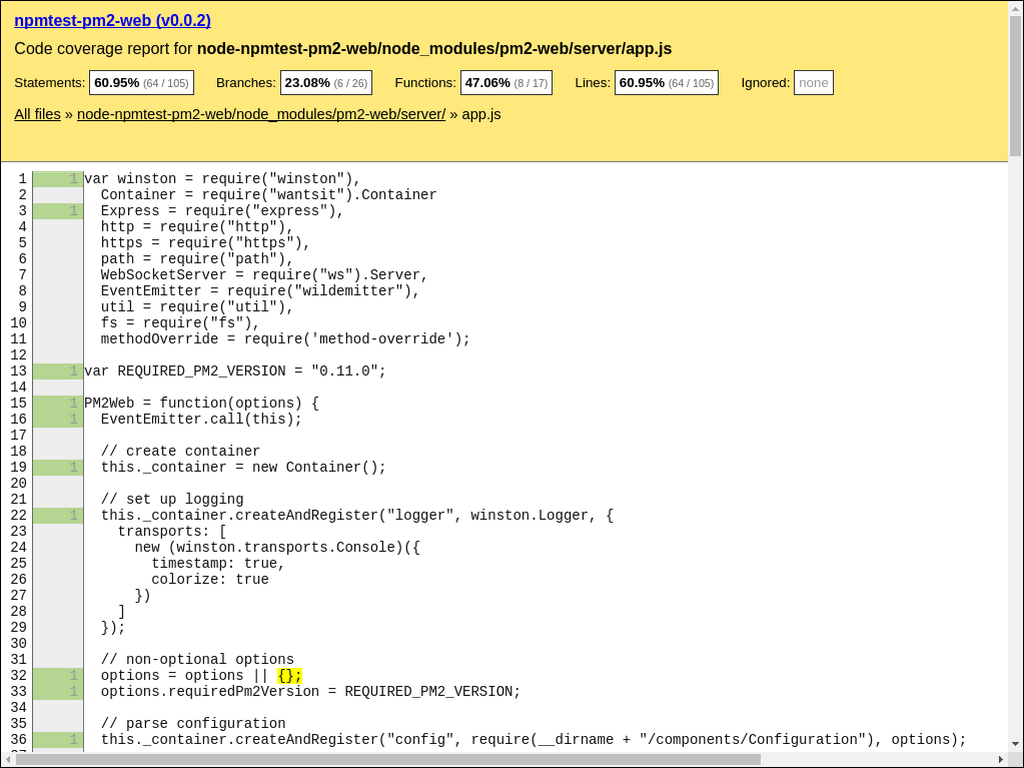 npmtest-pm2-web (v0.0.2)
Code coverage report for node-npmtest-pm2-web/node_modules/pm2-web/server/app.js
Statements: 60.95% (64 / 105) Branches: 23.08% (6 / 26) Functions: 47.06% (8 / 17) Lines: 60.95% (64 / 105) Ignored: none
All files » node-npmtest-pm2-web/node_modules/pm2-web/server/ » app.js
1 1 var winston = require("winston"),
2 Container = require("wantsit").Container
3 1 Express = require("express"),
4 http = require("http"),
5 https = require("https"),
6 path = require("path"),
7 WebSocketServer = require("ws").Server,
8 EventEmitter = require("wildemitter"),
9 util = require("util"),
10 fs = require("fs"),
11 methodOverride = require('method-override');
12
13 1 var REQUIRED_PM2_VERSION = "0.11.0";
14
15 1 PM2Web = function(options) {
16 1 EventEmitter.call(this);
17
18 // create container
19 1 this._container = new Container();
20
21 // set up logging
22 1 this._container.createAndRegister("logger", winston.Logger, {
23 transports: [
24 new (winston.transports.Console)({
25 timestamp: true,
26 colorize: true
27 })
28 ]
29 });
30
31 // non-optional options
32 1 options = options || {};
33 1 options.requiredPm2Version = REQUIRED_PM2_VERSION;
34
35 // parse configuration
36 1 this._container.createAndRegister("config", require(__dirname + "/components/Configuration"), options);